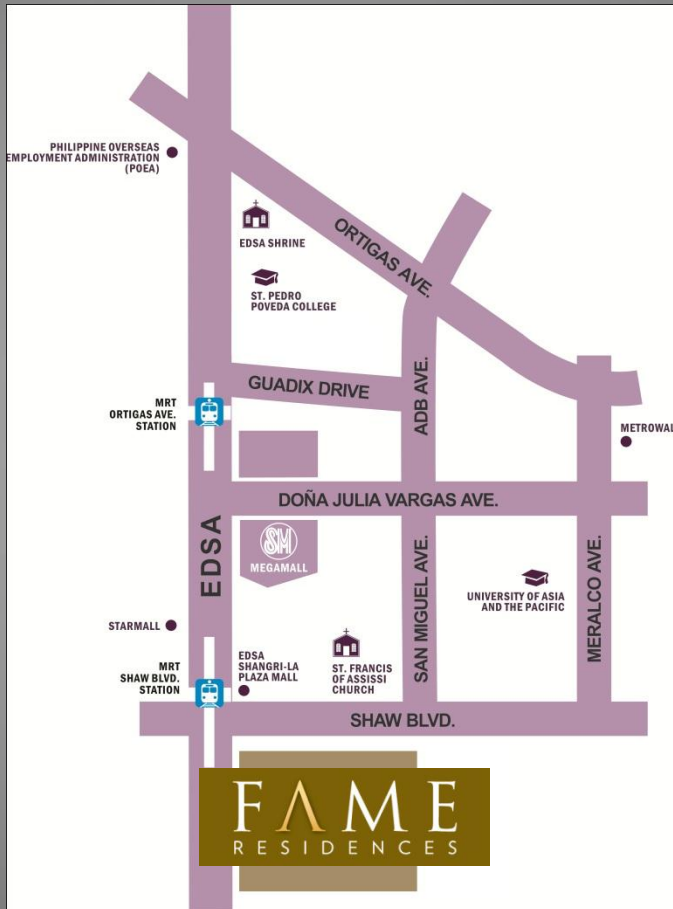 PHILIPPINE OVERSEAS
EMPLOYMENT ADMINISTRATION
(POEA)
EDSA SHRINE
ORTIGAS AVE.
ST. PEDRO
POVEDA COLLEGE
GUADIX DRIVE
ADB AVE.
MRT
ORTIGAS AVE.
STATION
METROWAL
DOÑA JULIA VARGAS AVE.
EDSA
SM
MEGAMALL
SAN MIGUEL AVE.
MERALCO AVE.
UNIVERSITY OF ASIA
AND THE PACIFIC
STARMALL
MRT
SHAW BLVD.
STATION
EDSA
SHANGRI-LA
PLAZA MALL
ST. FRANCIS
OF ASSISSI
CHURCH
SHAW BLVD.
FAME
RESIDENCES